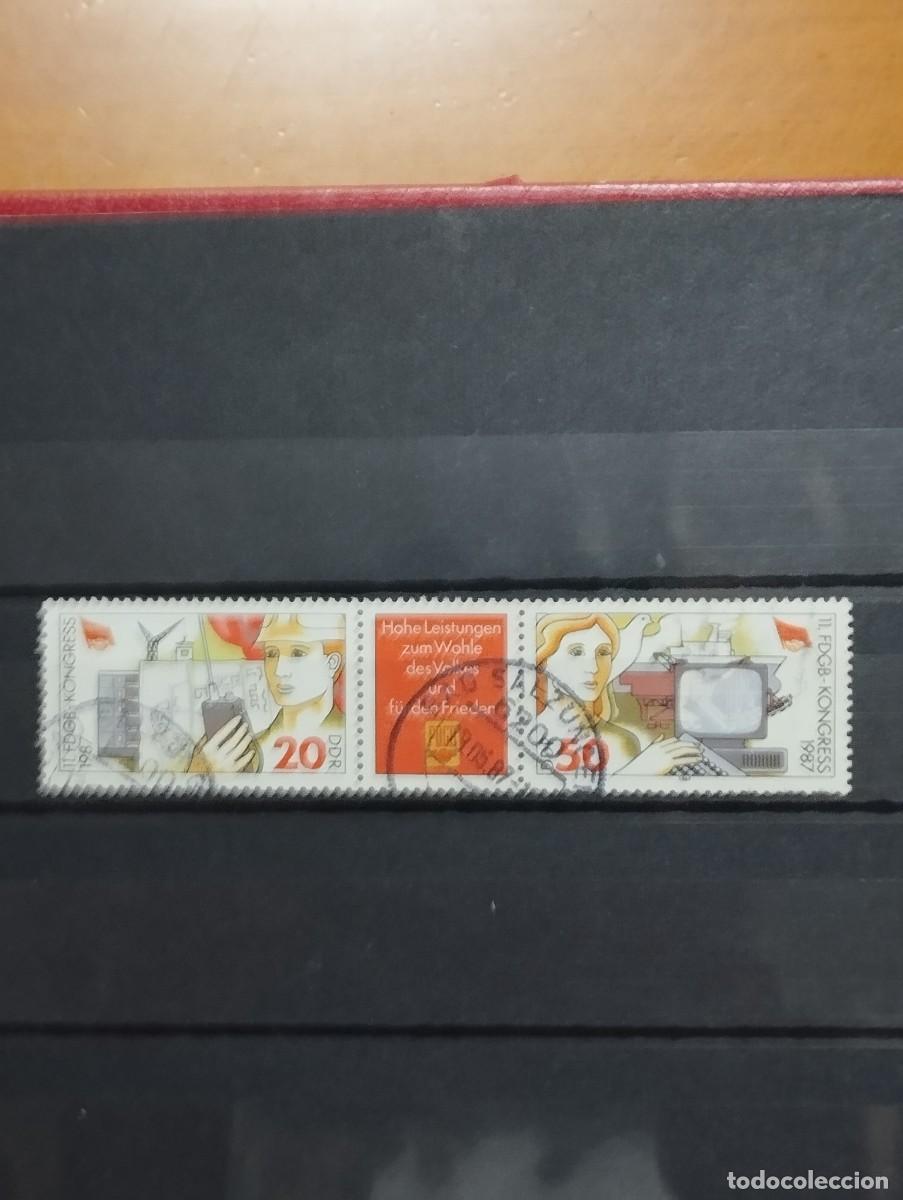 11. FDGB-KONGRESS
1987
20
DDR
Hohe Leistungen
zum Wohle
des Volkes
und
für den Frieden
50
11. FDGB-KONGRESS
1987
todocoleccion